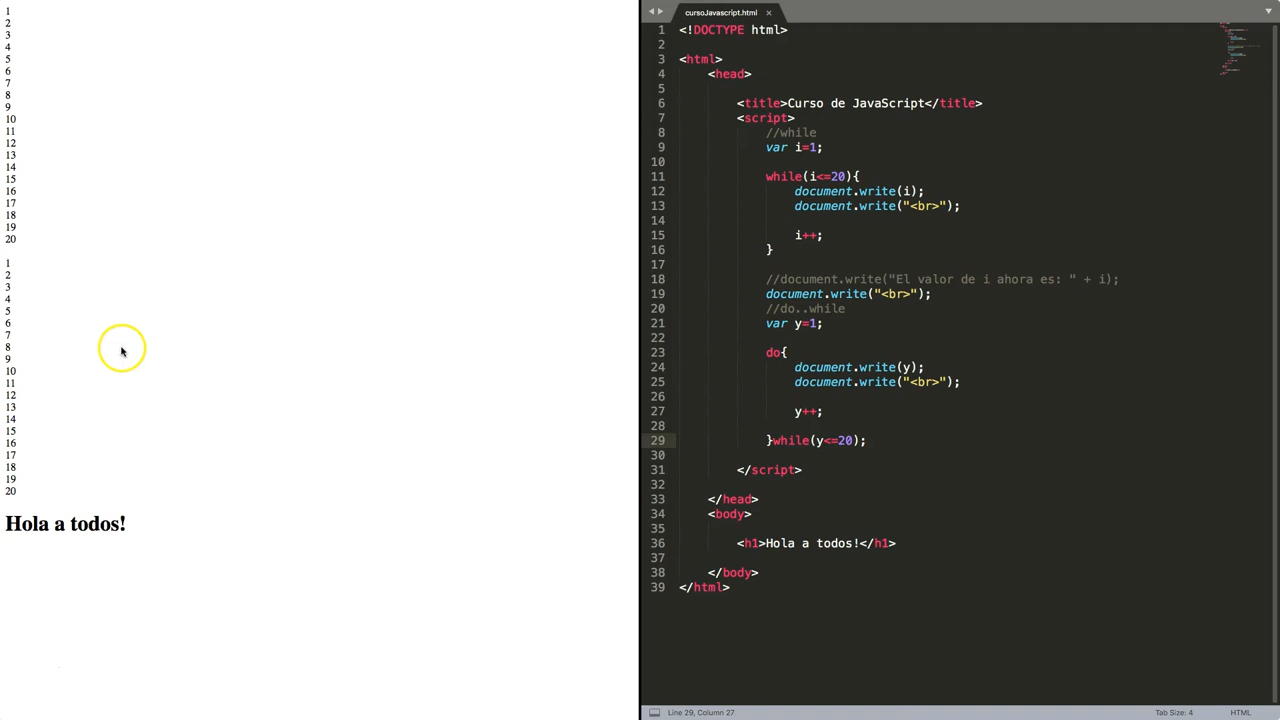 1
2
3
4
5
6
7
8
9
10
11
12
13
14
15
16
17
18
19
20
1
2
3
4
5
6
7
8
9
10
11
12
13
14
15
16
17
18
19
20
Hola a todos!
cursoJavascript.html ×
1 <!DOCTYPE html>
2
3 <html>
4 <head>
5
6 <title>Curso de JavaScript</title>
7 <script>
8 //while
9 var i=1;
10
11 while(i<=20){
12 document.write(i);
13 document.write("<br>");
14
15 i++;
16 }
17
18 //document.write("El valor de i ahora es: " + i);
19 document.write("<br>");
20 //do..while
21 var y=1;
22
23 do{
24 document.write(y);
25 document.write("<br>");
26
27 y++;
28
29 }while(y<=20);
30
31 </script>
32
33 </head>
34 <body>
35
36 <h1>Hola a todos!</h1>
37
38 </body>
39 </html>
Line 29, Column 27 Tab Size: 4 HTML